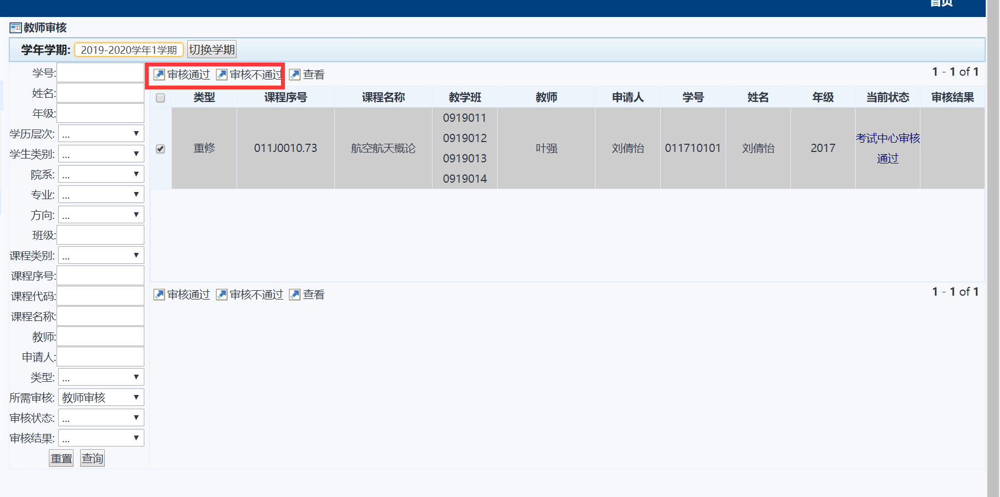 首页
教师审核
学年学期: 2019-2020学年1学期 切换学期
学号:
姓名:
年级:
学历层次: ...
学生类别: ...
院系: ...
专业: ...
方向: ...
班级:
课程类别: ...
课程序号:
课程代码:
课程名称:
教师:
申请人:
类型: ...
所需审核: 教师审核
审核状态: ...
审核结果: ...
重置 查询
审核通过 审核不通过 查看 1 - 1 of 1
类型 课程序号 课程名称 教学班 教师 申请人 学号 姓名 年级 当前状态 审核结果
重修 011J0010.73 航空航天概论
0919011
0919012
0919013
0919014
叶强 刘倩怡 011710101 刘倩怡 2017
考试中心审核
通过
审核通过 审核不通过 查看 1 - 1 of 1